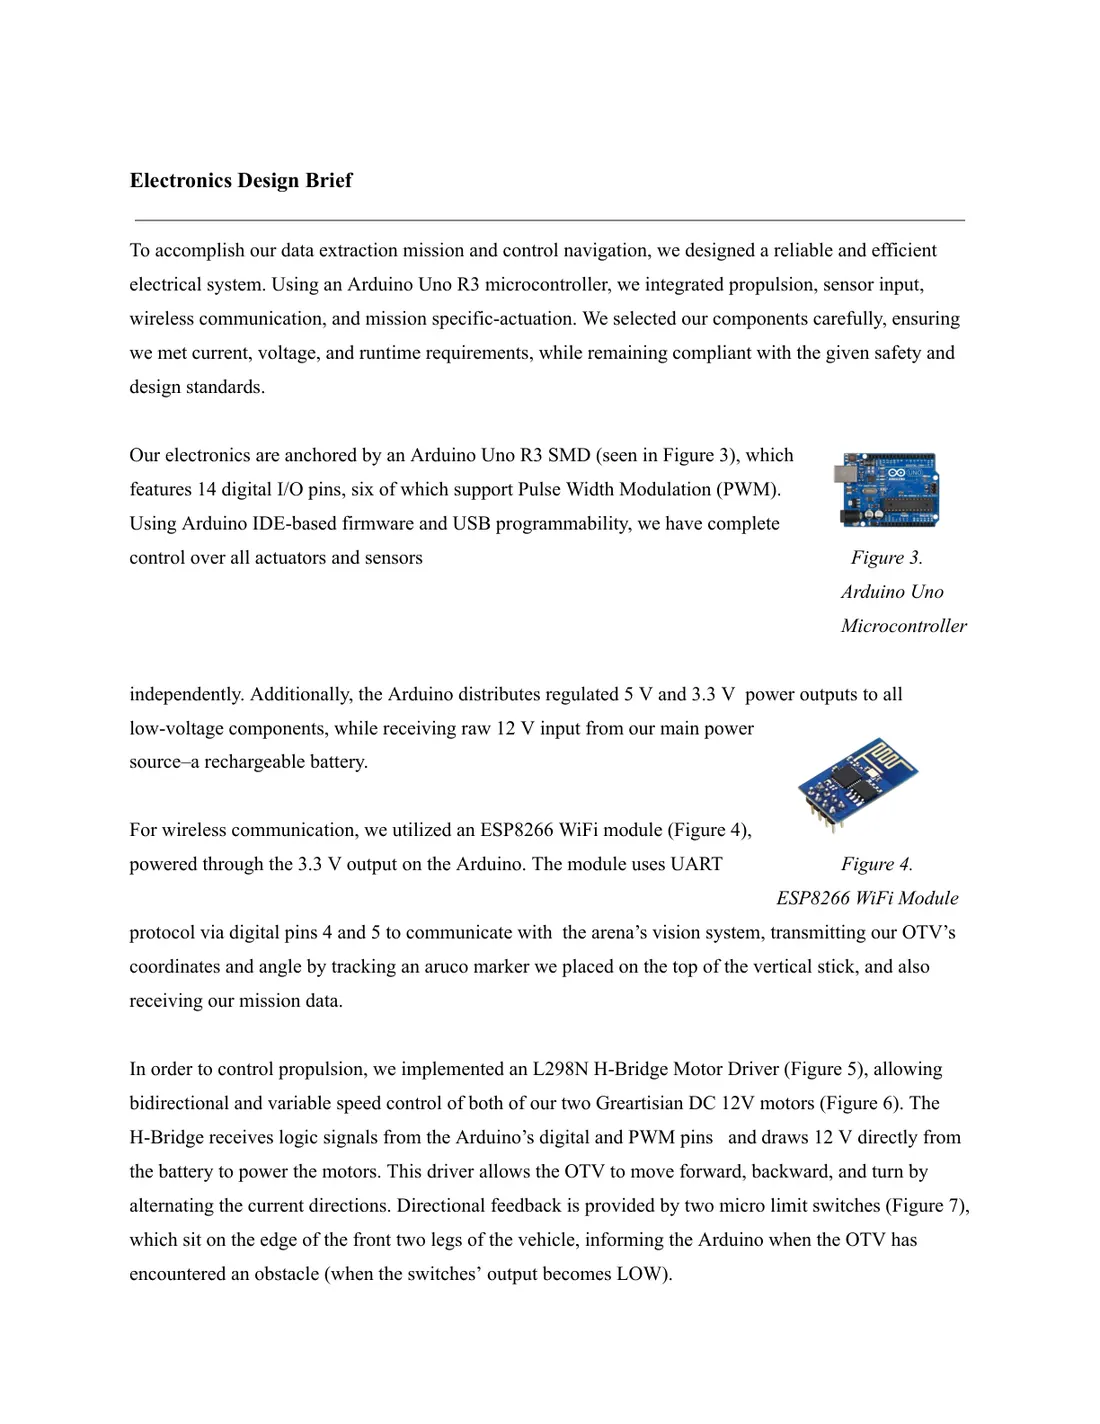 Electronics Design Brief
To accomplish our data extraction mission and control navigation, we designed a reliable and efficient
electrical system. Using an Arduino Uno R3 microcontroller, we integrated propulsion, sensor input,
wireless communication, and mission specific-actuation. We selected our components carefully, ensuring
we met current, voltage, and runtime requirements, while remaining compliant with the given safety and
design standards.
Our electronics are anchored by an Arduino Uno R3 SMD (seen in Figure 3), which
features 14 digital I/O pins, six of which support Pulse Width Modulation (PWM).
Using Arduino IDE-based firmware and USB programmability, we have complete
control over all actuators and sensors
Figure 3.
Arduino Uno
Microcontroller
independently. Additionally, the Arduino distributes regulated 5 V and 3.3 V power outputs to all
low-voltage components, while receiving raw 12 V input from our main power
source–a rechargeable battery.
For wireless communication, we utilized an ESP8266 WiFi module (Figure 4),
powered through the 3.3 V output on the Arduino. The module uses UART
Figure 4.
ESP8266 WiFi Module
protocol via digital pins 4 and 5 to communicate with the arena’s vision system, transmitting our OTV’s
coordinates and angle by tracking an aruco marker we placed on the top of the vertical stick, and also
receiving our mission data.
In order to control propulsion, we implemented an L298N H-Bridge Motor Driver (Figure 5), allowing
bidirectional and variable speed control of both of our two Greartisian DC 12V motors (Figure 6). The
H-Bridge receives logic signals from the Arduino’s digital and PWM pins and draws 12 V directly from
the battery to power the motors. This driver allows the OTV to move forward, backward, and turn by
alternating the current directions. Directional feedback is provided by two micro limit switches (Figure 7),
which sit on the edge of the front two legs of the vehicle, informing the Arduino when the OTV has
encountered an obstacle (when the switches’ output becomes LOW).